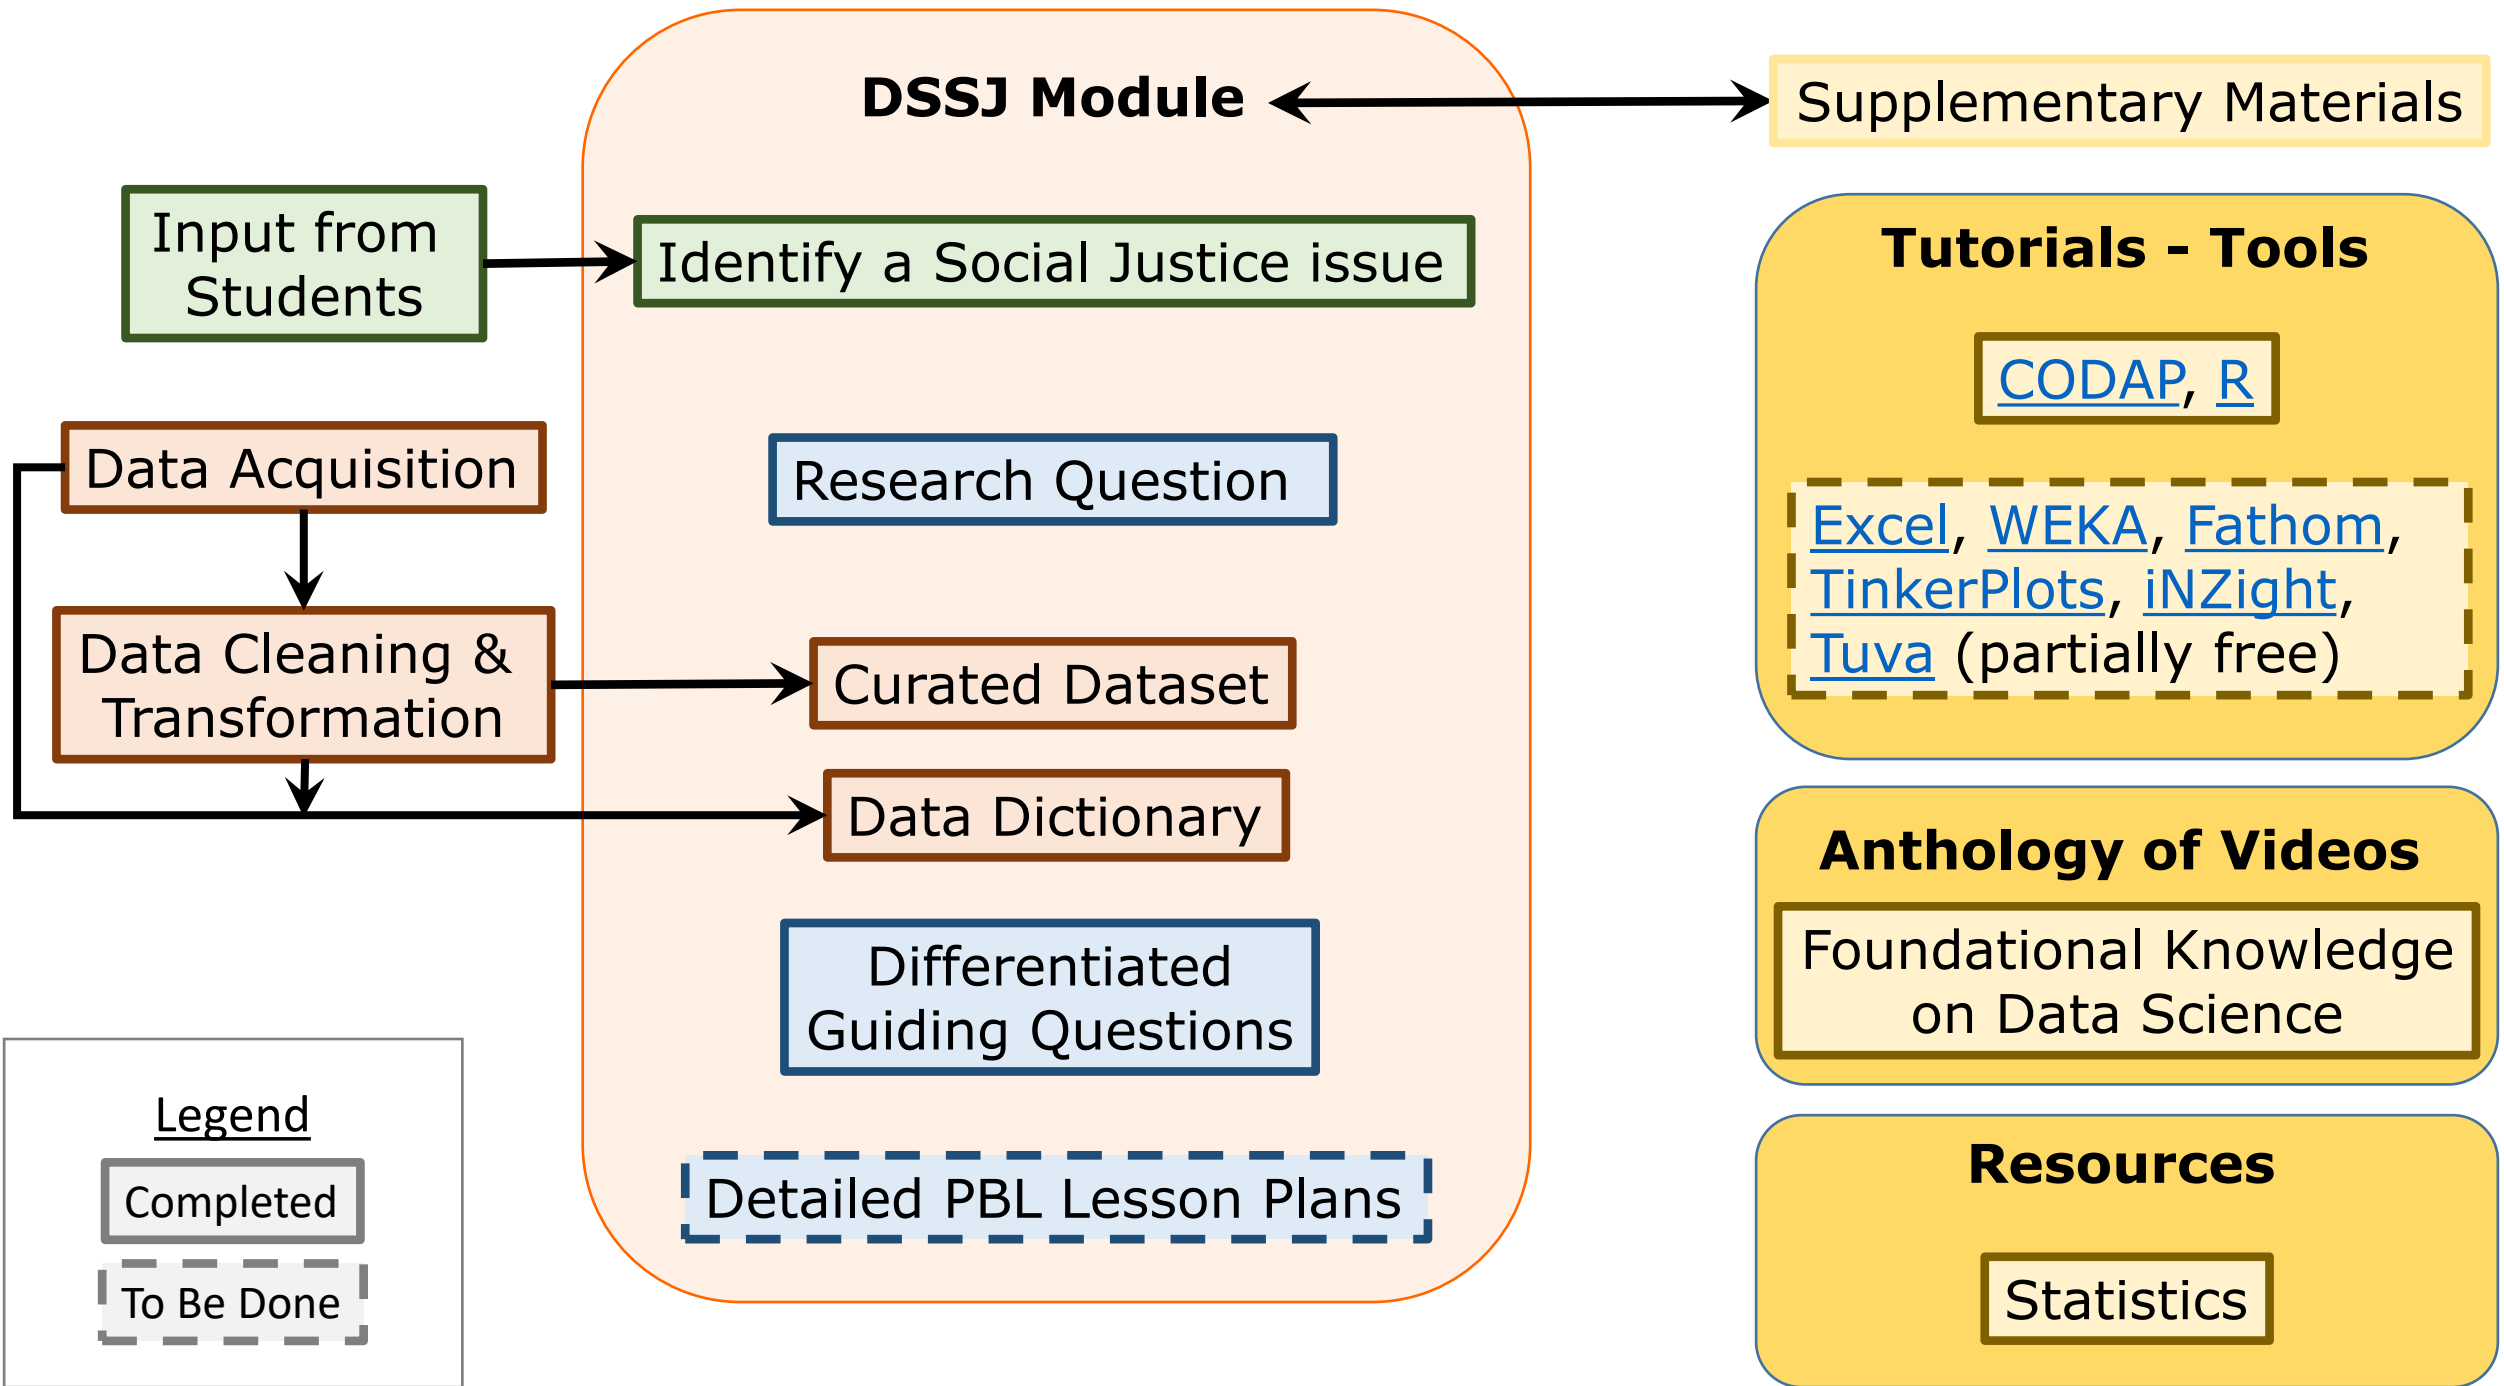 DSSJ Module
Supplementary Materials
Input from
Students
Identify a Social Justice issue
Data Acquisition
Research Question
Data Cleaning &
Transformation
Curated Dataset
Data Dictionary
Differentiated
Guiding Questions
Detailed PBL Lesson Plans
Tutorials - Tools
CODAP, R
Excel, WEKA, Fathom,
TinkerPlots, iNZight,
Tuva (partially free)
Anthology of Videos
Foundational Knowledge
on Data Science
Resources
Statistics
Legend
Completed
To Be Done